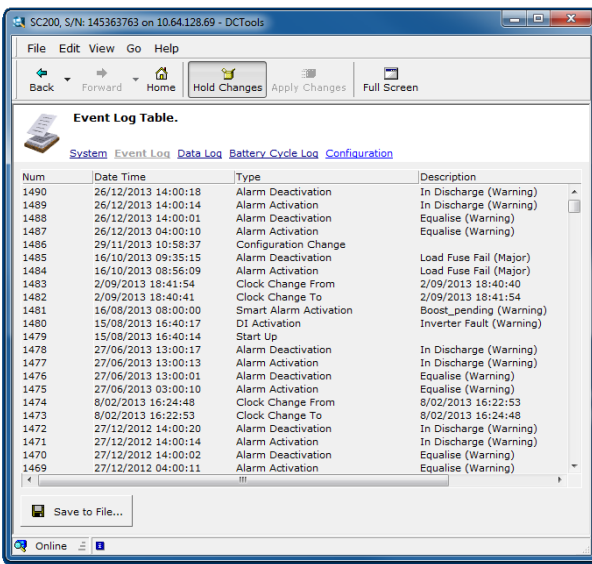 SC200, S/N: 145363763 on 10.64.128.69 - DCTools
File Edit View Go Help
Back Forward Home Hold Changes Apply Changes Full Screen
Event Log Table.
System Event Log Data Log Battery Cycle Log Configuration
Num Date Time Type Description
1490 26/12/2013 14:00:18 Alarm Deactivation In Discharge (Warning)
1489 26/12/2013 14:00:14 Alarm Activation In Discharge (Warning)
1488 26/12/2013 14:00:01 Alarm Deactivation Equalise (Warning)
1487 26/12/2013 04:00:10 Alarm Activation Equalise (Warning)
1486 29/11/2013 10:58:37 Configuration Change
1485 16/10/2013 09:35:15 Alarm Deactivation Load Fuse Fail (Major)
1484 16/10/2013 08:56:09 Alarm Activation Load Fuse Fail (Major)
1483 2/09/2013 18:41:54 Clock Change From 2/09/2013 18:40:40
1482 2/09/2013 18:40:41 Clock Change To 2/09/2013 18:41:54
1481 16/08/2013 08:00:00 Smart Alarm Activation Boost_pending (Warning)
1480 15/08/2013 16:40:17 DI Activation Inverter Fault (Warning)
1479 15/08/2013 16:40:14 Start Up
1478 27/06/2013 13:00:17 Alarm Deactivation In Discharge (Warning)
1477 27/06/2013 13:00:13 Alarm Activation In Discharge (Warning)
1476 27/06/2013 13:00:01 Alarm Deactivation Equalise (Warning)
1475 27/06/2013 03:00:10 Alarm Activation Equalise (Warning)
1474 8/02/2013 16:24:48 Clock Change From 8/02/2013 16:22:53
1473 8/02/2013 16:22:53 Clock Change To 8/02/2013 16:24:48
1472 27/12/2012 14:00:20 Alarm Deactivation In Discharge (Warning)
1471 27/12/2012 14:00:14 Alarm Activation In Discharge (Warning)
1470 27/12/2012 14:00:02 Alarm Deactivation Equalise (Warning)
1469 27/12/2012 04:00:11 Alarm Activation Equalise (Warning)
Save to File...
Online